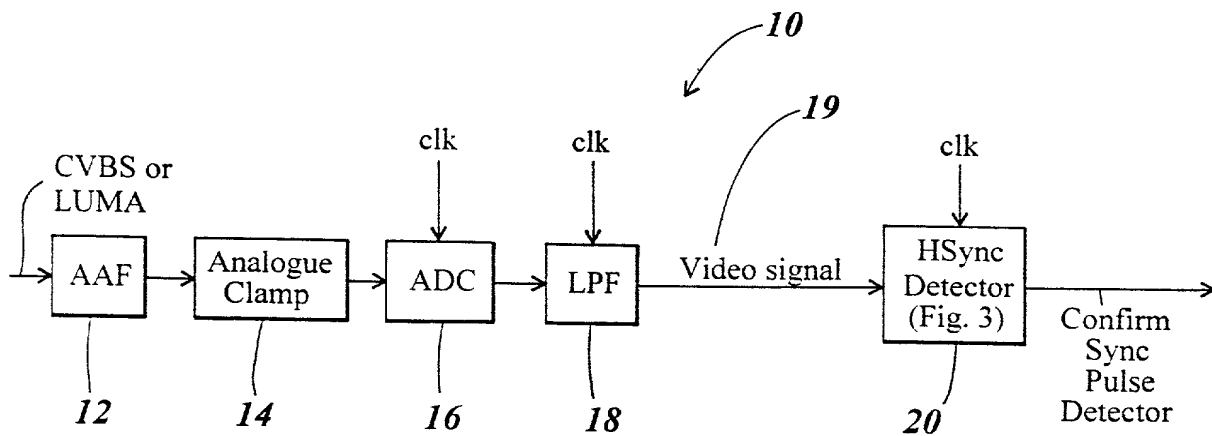 10
19
clk
clk
clk
CVBS or
LUMA
AAF
Analogue
Clamp
ADC
LPF
Video signal
HSync
Detector
(Fig. 3)
Confirm
Sync
Pulse
Detector
12
14
16
18
20